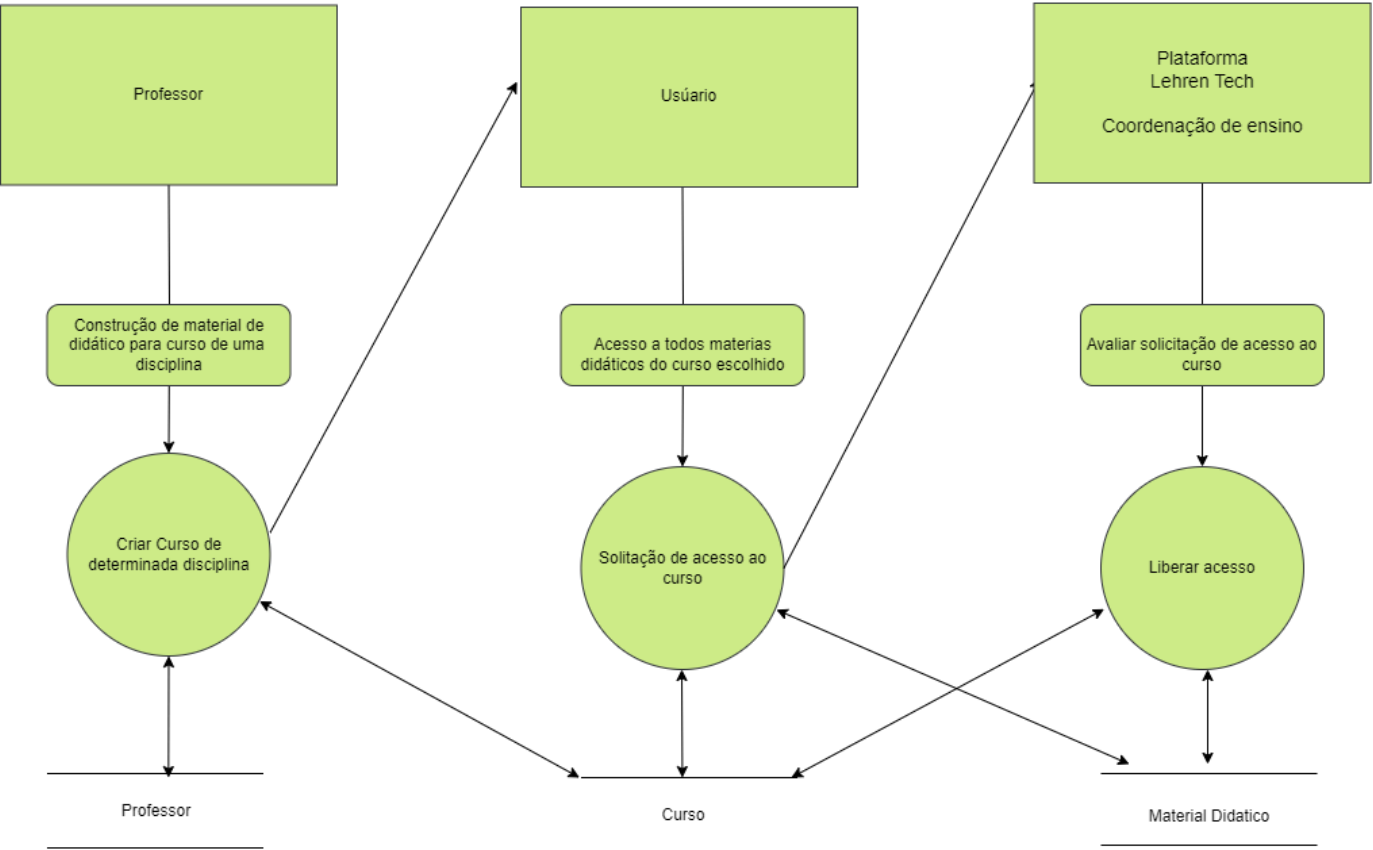 Professor
Usúario
Plataforma
Lehren Tech
Coordenação de ensino
Construção de material de
didático para curso de uma
disciplina
Acesso a todos materias
didáticos do curso escolhido
Avaliar solicitação de acesso ao
curso
Criar Curso de
determinada disciplina
Solitação de acesso ao
curso
Liberar acesso
Professor
Curso
Material Didatico